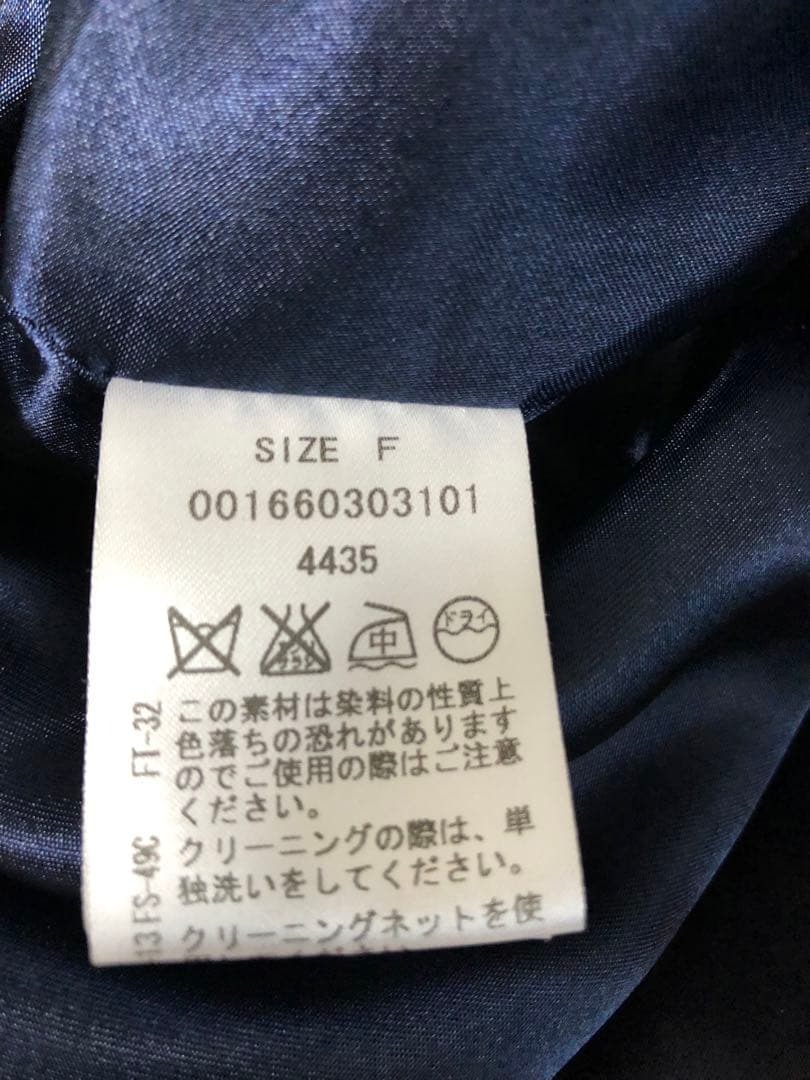 SIZE F
001660303101
4435
中
ドライ
この素材は染料の性質上
色落ちの恐れがあります
のでご使用の際はご注意
ください。
クリーニングの際は、単
独洗いをしてください。
クリーニングネットを使
FT-32
13 FS-49C